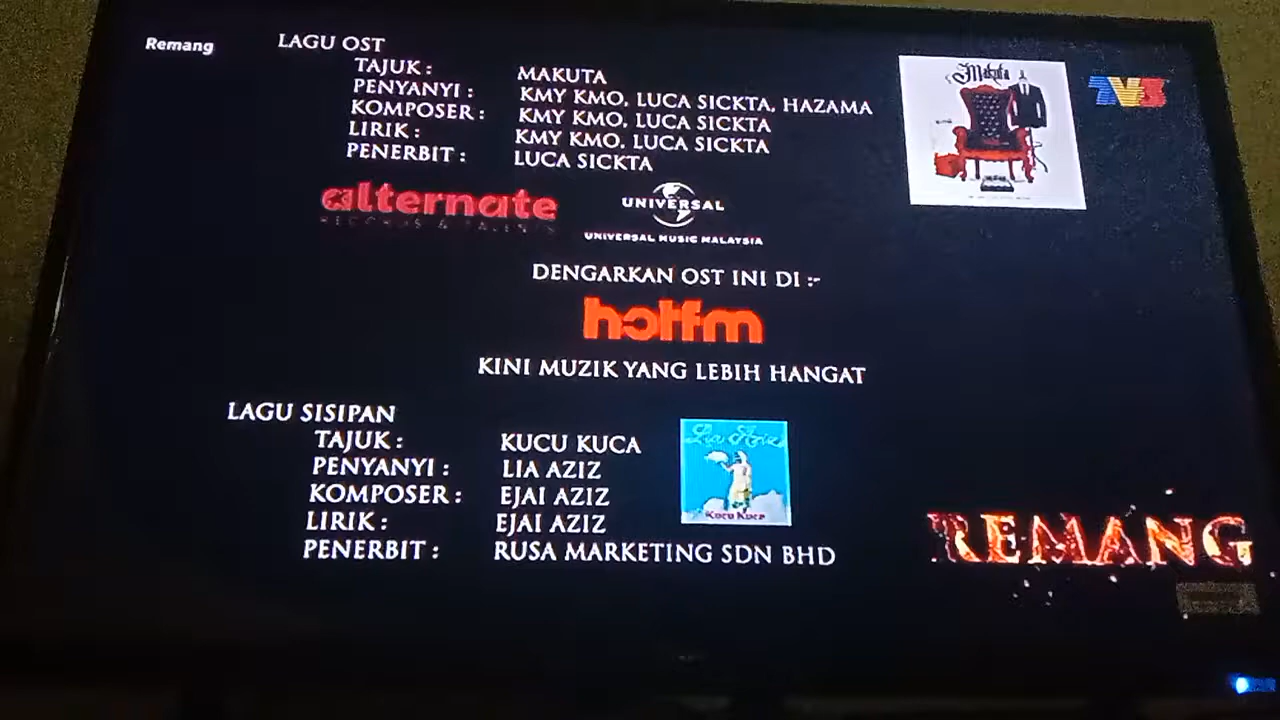 Remang
LAGU OST
TAJUK : MAKUTA
PENYANYI : KMY KMO, LUCA SICKTA, HAZAMA
KOMPOSER : KMY KMO, LUCA SICKTA
LIRIK : KMY KMO, LUCA SICKTA
PENERBIT : LUCA SICKTA
Makuta
TV3
alternate
RECORDS & TALENTS
UNIVERSAL
UNIVERSAL MUSIC MALAYSIA
DENGARKAN OST INI DI :-
hotfm
KINI MUZIK YANG LEBIH HANGAT
LAGU SISIPAN
TAJUK : KUCU KUCA
PENYANYI : LIA AZIZ
KOMPOSER : EJAI AZIZ
LIRIK : EJAI AZIZ
PENERBIT : RUSA MARKETING SDN BHD
Lia Aziz
Kucu Kuca
REMANG